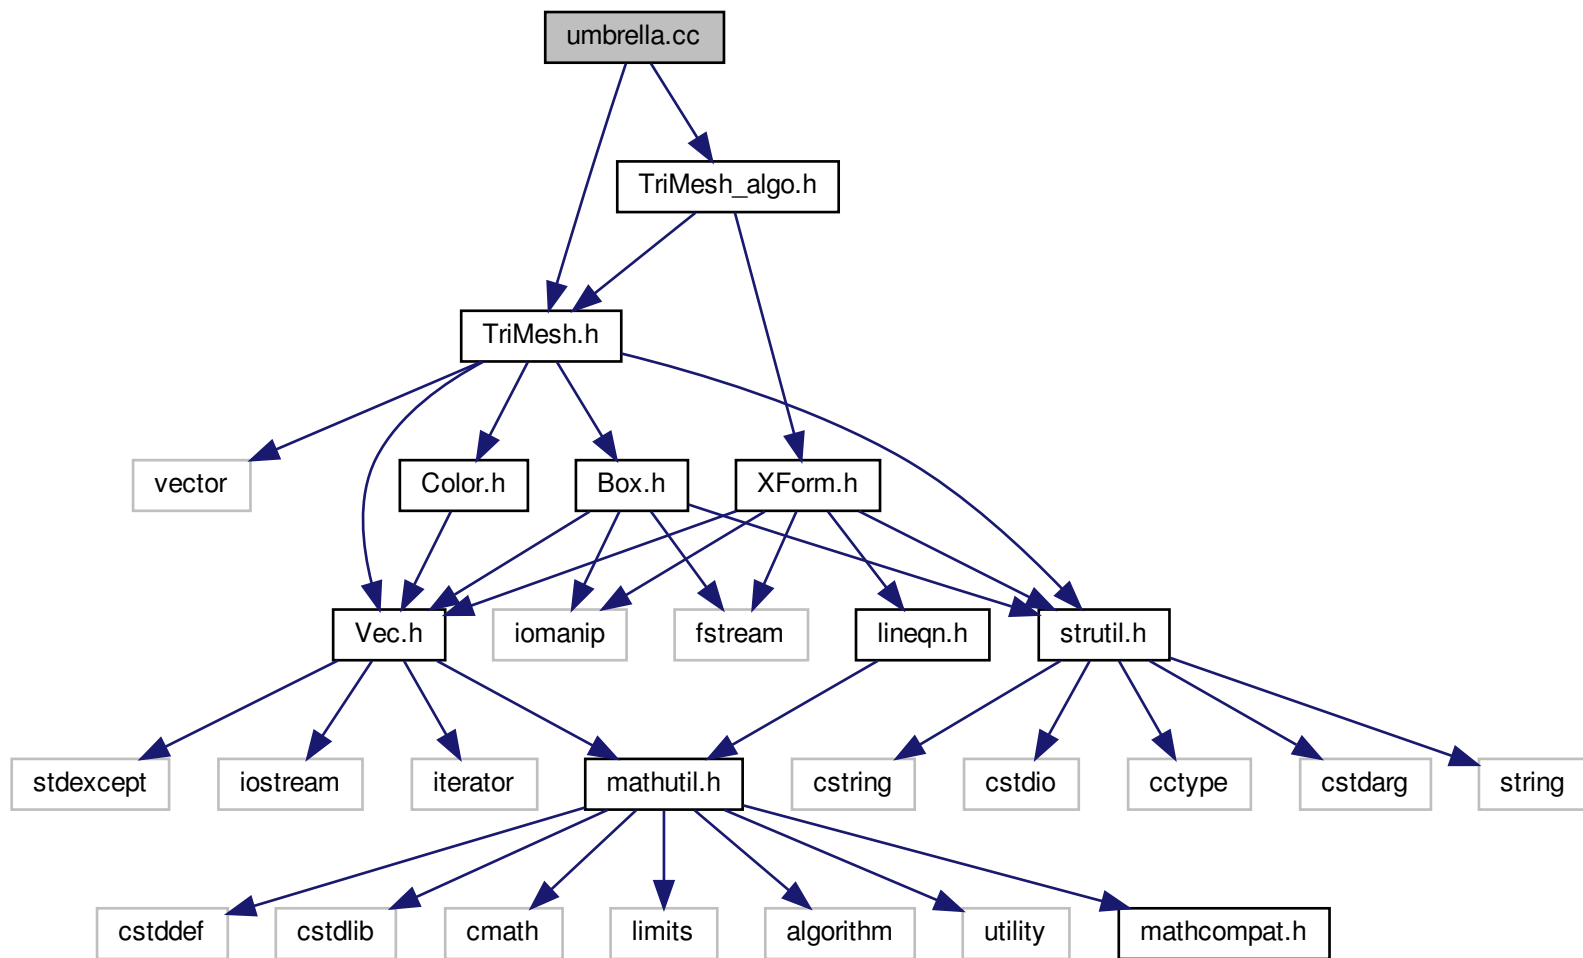 umbrella.cc
TriMesh_algo.h
TriMesh.h
vector
Color.h
Box.h
XForm.h
Vec.h
iomanip
fstream
lineqn.h
strutil.h
stdexcept
iostream
iterator
mathutil.h
cstring
cstdio
cctype
cstdarg
string
cstddef
cstdlib
cmath
limits
algorithm
utility
mathcompat.h